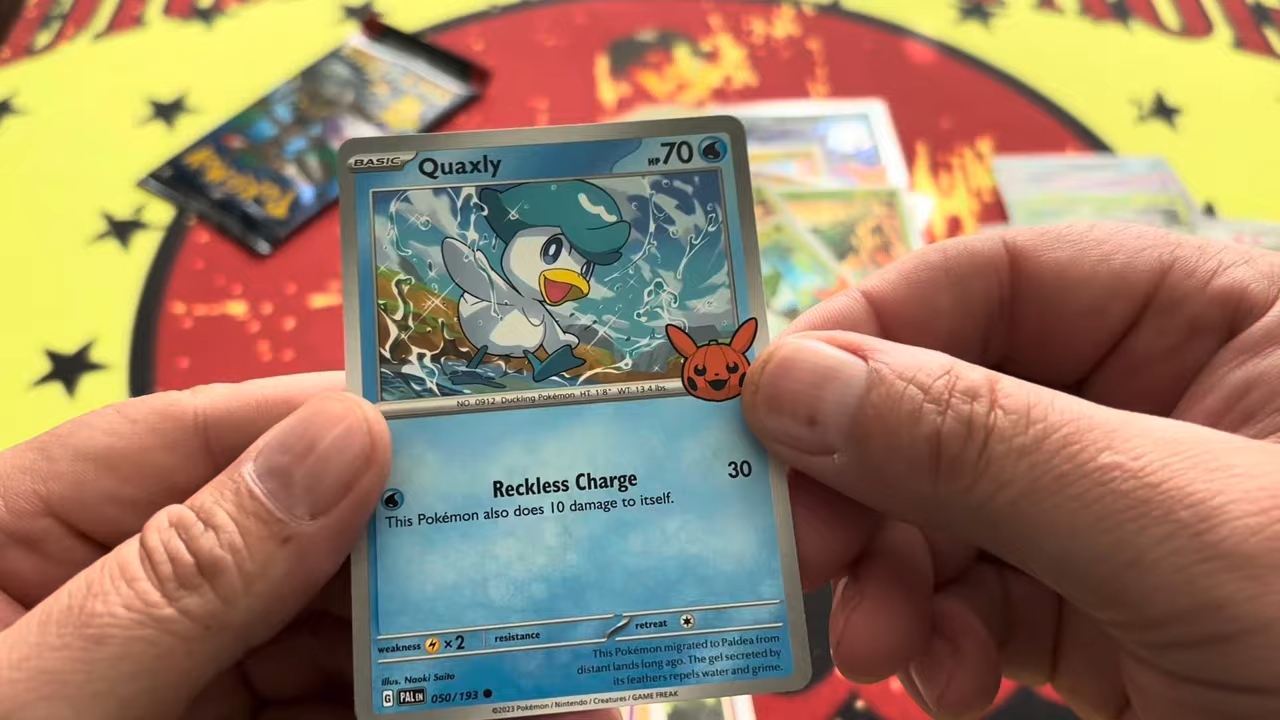 BASIC Quaxly HP 70
NO. 0912 Duckling Pokémon HT: 1'8" WT: 13.4 lbs.
Reckless Charge 30
This Pokémon also does 10 damage to itself.
weakness ×2 resistance retreat
This Pokémon migrated to Paldea from
distant lands long ago. The gel secreted by
its feathers repels water and grime.
Illus. Naoki Saito
G PAL EN 050/193
©2023 Pokémon / Nintendo / Creatures / GAME FREAK
POKÉMON